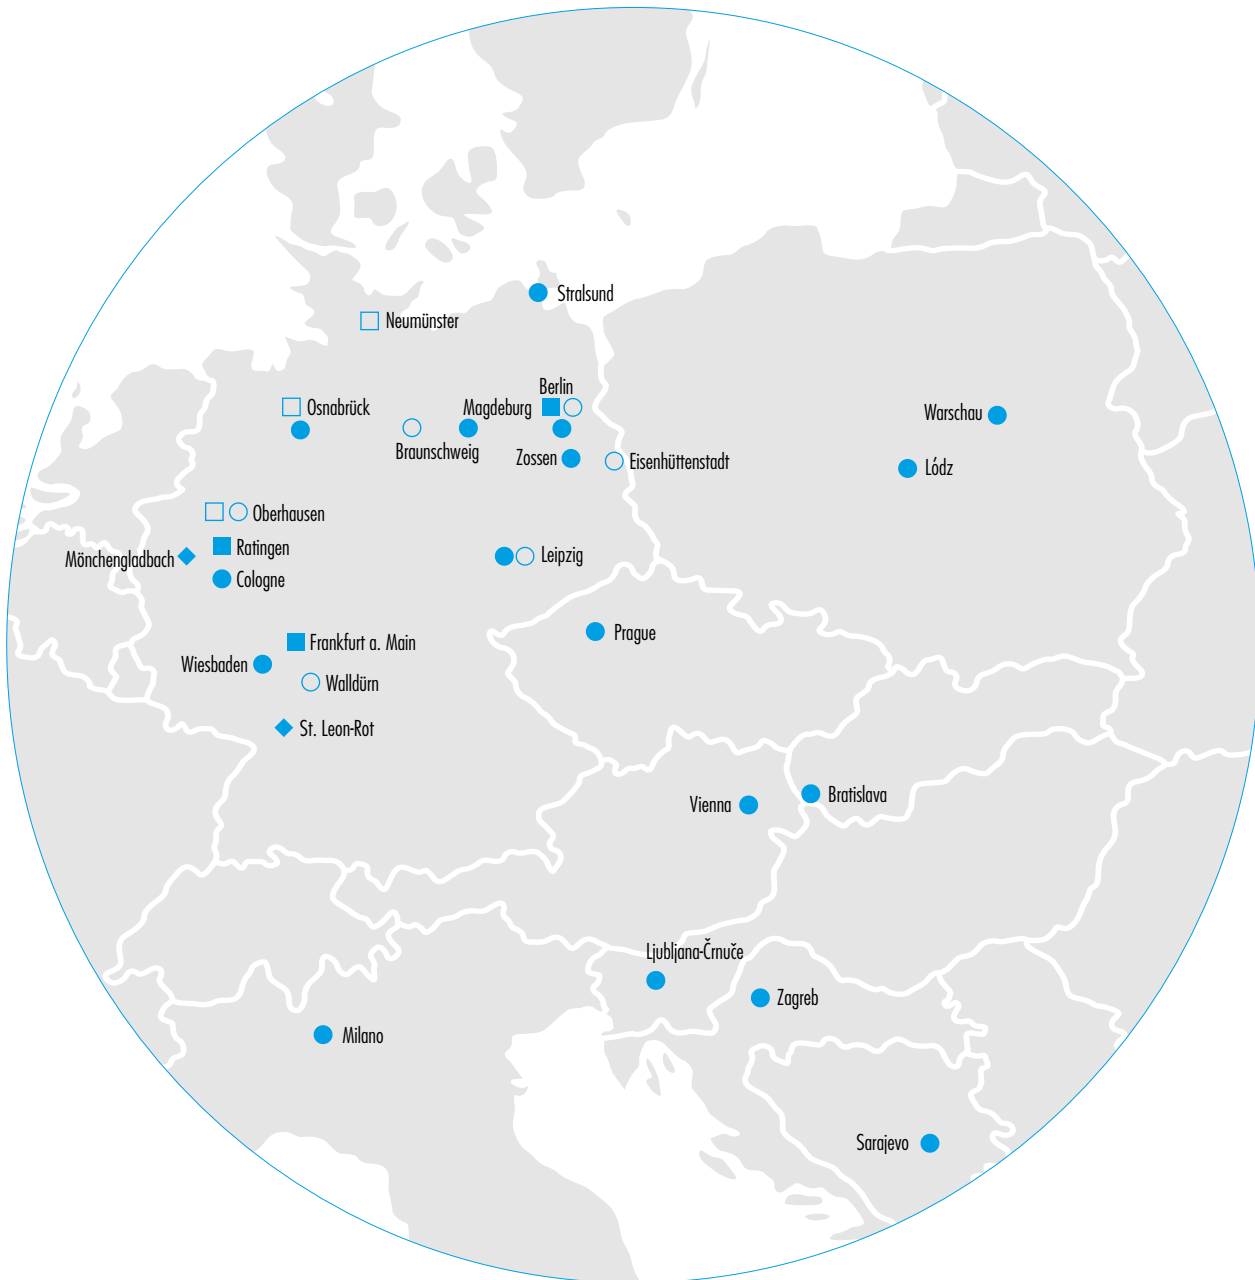 Stralsund
Neumünster
Berlin
Osnabrück
Magdeburg
Warschau
Braunschweig
Zossen
Eisenhüttenstadt
Lódz
Oberhausen
Ratingen
Mönchengladbach
Leipzig
Cologne
Prague
Frankfurt a. Main
Wiesbaden
Walldürn
St. Leon-Rot
Bratislava
Vienna
Ljubljana-Črnuče
Zagreb
Milano
Sarajevo